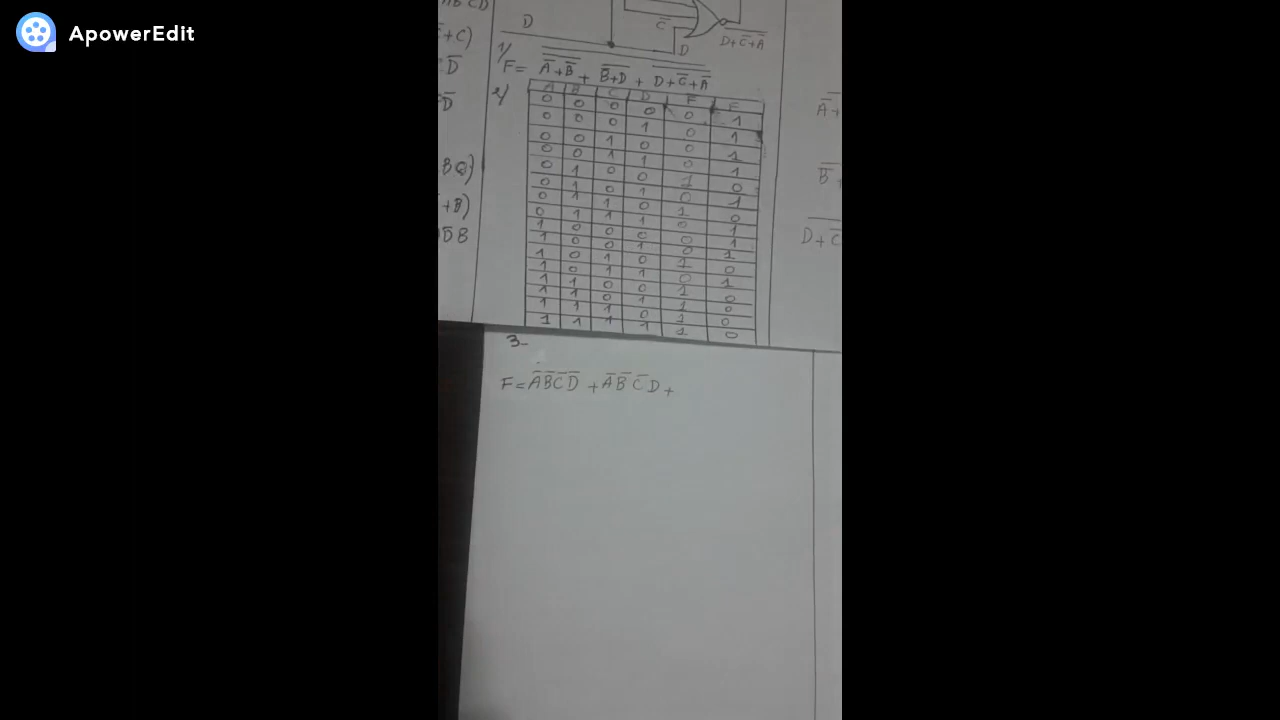 ApowerEdit
ABCD
D
C̅
D
D+C̅+A̅
+C)
1/
F = A̅+B̅ + B̅+D + D+C̅+A̅
2/
A B C D F̅ F
0 0 0 0 0 1
0 0 0 1 0 1
0 0 1 0 0 1
0 0 1 1 0 1
0 1 0 0 1 0
0 1 0 1 0 1
0 1 1 0 1 0
0 1 1 1 0 1
1 0 0 0 0 1
1 0 0 1 0 1
1 0 1 0 1 0
1 0 1 1 0 1
1 1 0 0 1 0
1 1 0 1 1 0
1 1 1 0 1 0
1 1 1 1 1 0
+B)
A̅+
B̅+
D+C̅
3-
F = A̅B̅C̅D̅ + A̅B̅C̅D +